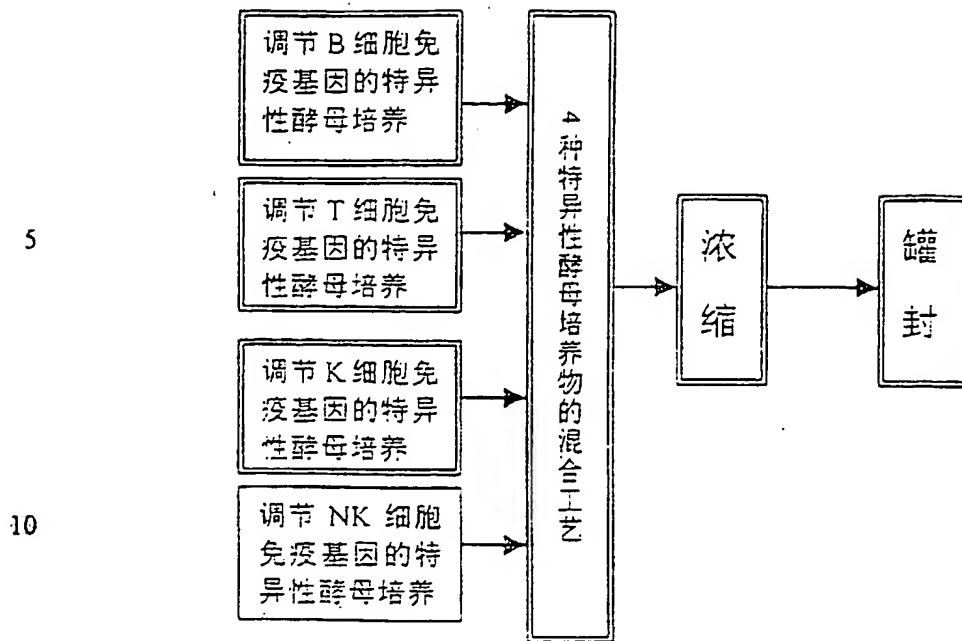 调节 B 细胞免
疫基因的特异
性酵母培养
5
调节 T 细胞免
疫基因的特异
性酵母培养
调节 K 细胞免
疫基因的特异
性酵母培养
10
调节 NK 细胞
免疫基因的特
异性酵母培养
4种特异性酵母培养物的混合工艺
浓缩
罐封